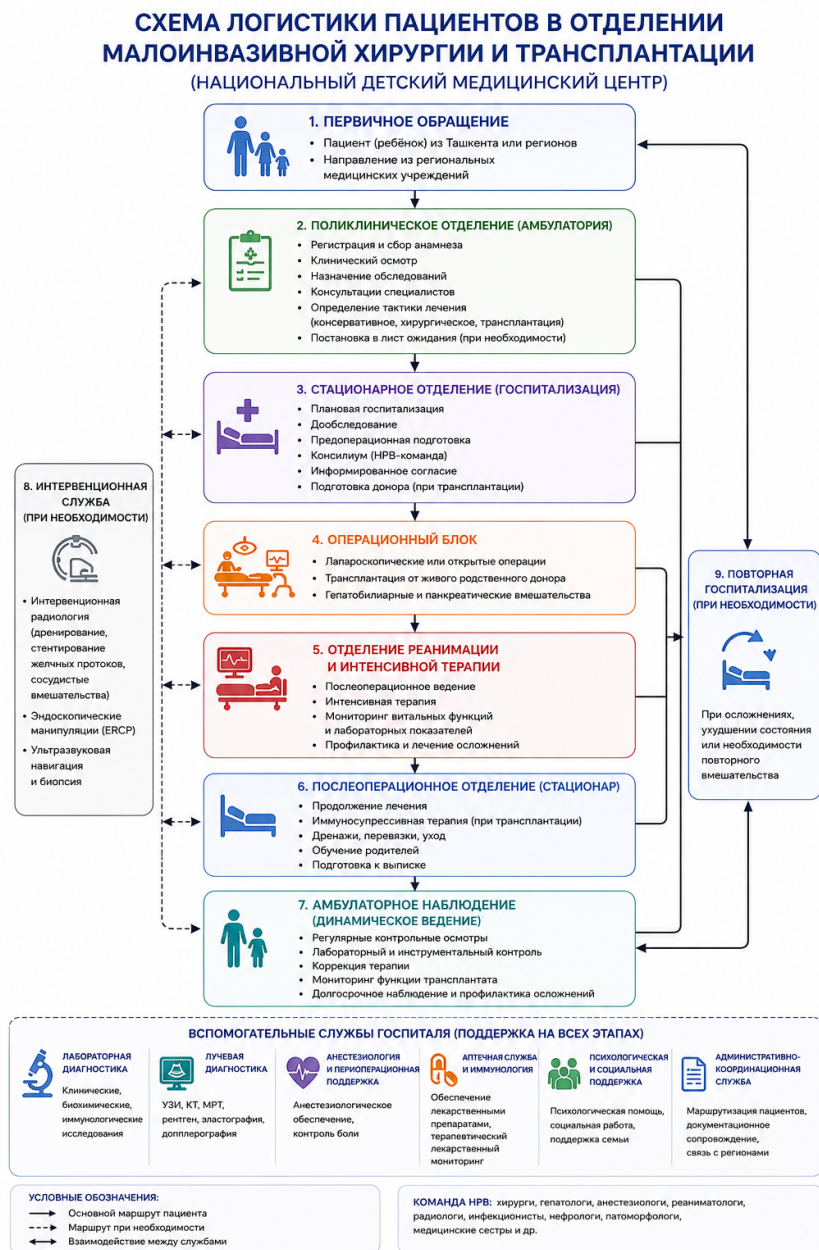 СХЕМА ЛОГИСТИКИ ПАЦИЕНТОВ В ОТДЕЛЕНИИ
МАЛОИНВАЗИВНОЙ ХИРУРГИИ И ТРАНСПЛАНТАЦИИ
(НАЦИОНАЛЬНЫЙ ДЕТСКИЙ МЕДИЦИНСКИЙ ЦЕНТР)
1. ПЕРВИЧНОЕ ОБРАЩЕНИЕ
• Пациент (ребёнок) из Ташкента или регионов
• Направление из региональных
медицинских учреждений
2. ПОЛИКЛИНИЧЕСКОЕ ОТДЕЛЕНИЕ (АМБУЛАТОРИЯ)
• Регистрация и сбор анамнеза
• Клинический осмотр
• Назначение обследований
• Консультации специалистов
• Определение тактики лечения
(консервативное, хирургическое, трансплантация)
• Постановка в лист ожидания (при необходимости)
3. СТАЦИОНАРНОЕ ОТДЕЛЕНИЕ (ГОСПИТАЛИЗАЦИЯ)
• Плановая госпитализация
• Дообследование
• Предоперационная подготовка
• Консилиум (НРВ-команда)
• Информированное согласие
• Подготовка донора (при трансплантации)
4. ОПЕРАЦИОННЫЙ БЛОК
• Лапароскопические или открытые операции
• Трансплантация от живого родственного донора
• Гепатобилиарные и панкреатические вмешательства
5. ОТДЕЛЕНИЕ РЕАНИМАЦИИ
И ИНТЕНСИВНОЙ ТЕРАПИИ
• Послеоперационное ведение
• Интенсивная терапия
• Мониторинг витальных функций
и лабораторных показателей
• Профилактика и лечение осложнений
6. ПОСЛЕОПЕРАЦИОННОЕ ОТДЕЛЕНИЕ (СТАЦИОНАР)
• Продолжение лечения
• Иммуносупрессивная терапия (при трансплантации)
• Дренажи, перевязки, уход
• Обучение родителей
• Подготовка к выписке
7. АМБУЛАТОРНОЕ НАБЛЮДЕНИЕ
(ДИНАМИЧЕСКОЕ ВЕДЕНИЕ)
• Регулярные контрольные осмотры
• Лабораторный и инструментальный контроль
• Коррекция терапии
• Мониторинг функции трансплантата
• Долгосрочное наблюдение и профилактика осложнений
8. ИНТЕРВЕНЦИОННАЯ
СЛУЖБА
(ПРИ НЕОБХОДИМОСТИ)
• Интервенционная
радиология
(дренирование,
стентирование
желчных протоков,
сосудистые
вмешательства)
• Эндоскопические
манипуляции (ERCP)
• Ультразвуковая
навигация
и биопсия
9. ПОВТОРНАЯ
ГОСПИТАЛИЗАЦИЯ
(ПРИ НЕОБХОДИМОСТИ)
При осложнениях,
ухудшении состояния
или необходимости
повторного
вмешательства
ВСПОМОГАТЕЛЬНЫЕ СЛУЖБЫ ГОСПИТАЛЯ (ПОДДЕРЖКА НА ВСЕХ ЭТАПАХ)
ЛАБОРАТОРНАЯ
ДИАГНОСТИКА
Клинические,
биохимические,
иммунологические
исследования
ЛУЧЕВАЯ
ДИАГНОСТИКА
УЗИ, КТ, МРТ,
рентген, эластография,
допплерография
АНЕСТЕЗИОЛОГИЯ
И ПЕРИОПЕРАЦИОННАЯ
ПОДДЕРЖКА
Анестезиологическое
обеспечение,
контроль боли
АПТЕЧНАЯ СЛУЖБА
И ИММУНОЛОГИЯ
Обеспечение
лекарственными
препаратами,
терапевтический
лекарственный
мониторинг
ПСИХОЛОГИЧЕСКАЯ
И СОЦИАЛЬНАЯ
ПОДДЕРЖКА
Психологическая помощь,
социальная работа,
поддержка семьи
АДМИНИСТРАТИВНО-
КООРДИНАЦИОННАЯ
СЛУЖБА
Маршрутизация пациентов,
документационное
сопровождение,
связь с регионами
УСЛОВНЫЕ ОБОЗНАЧЕНИЯ:
Основной маршрут пациента
Маршрут при необходимости
Взаимодействие между службами
КОМАНДА НРВ: хирурги, гепатологи, анестезиологи, реаниматологи,
радиологи, инфекционисты, нефрологи, патоморфологи,
медицинские сестры и др.